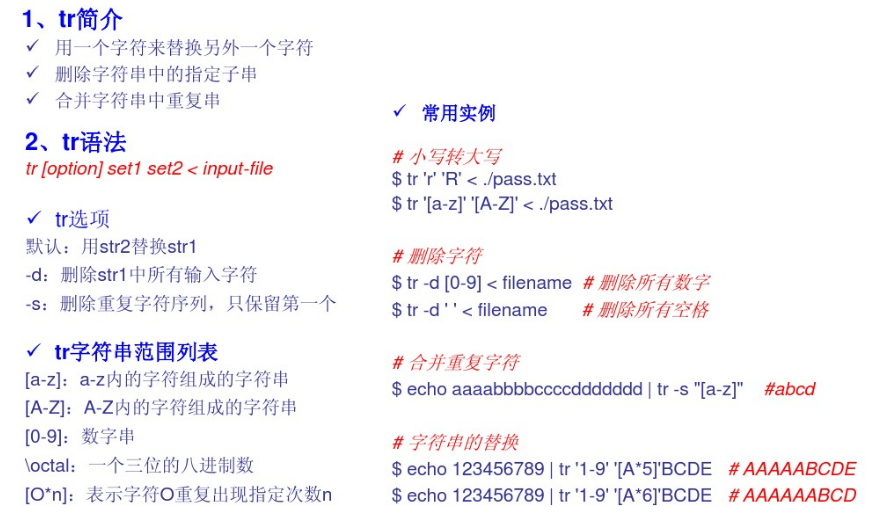 1、tr简介
✓ 用一个字符来替换另外一个字符
✓ 删除字符串中的指定子串
✓ 合并字符串中重复串
2、tr语法
tr [option] set1 set2 < input-file
✓ tr选项
默认：用str2替换str1
-d：删除str1中所有输入字符
-s：删除重复字符序列，只保留第一个
✓ tr字符串范围列表
[a-z]：a-z内的字符组成的字符串
[A-Z]：A-Z内的字符组成的字符串
[0-9]：数字串
\octal：一个三位的八进制数
[O*n]：表示字符O重复出现指定次数n
✓ 常用实例
# 小写转大写
$ tr 'r' 'R' < ./pass.txt
$ tr '[a-z]' '[A-Z]' < ./pass.txt
# 删除字符
$ tr -d [0-9] < filename # 删除所有数字
$ tr -d ' ' < filename # 删除所有空格
# 合并重复字符
$ echo aaaabbbbccccddddddd | tr -s "[a-z]" #abcd
# 字符串的替换
$ echo 123456789 | tr '1-9' '[A*5]'BCDE # AAAAABCDE
$ echo 123456789 | tr '1-9' '[A*6]'BCDE # AAAAAABCD